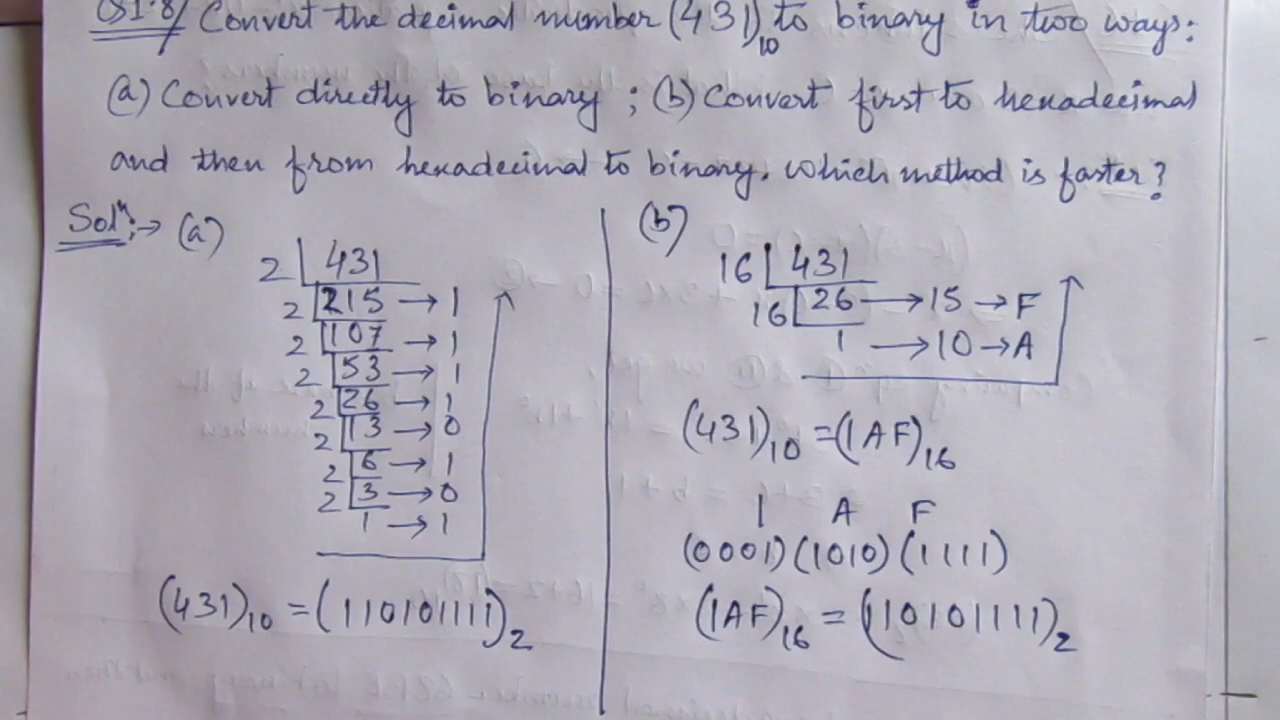 Q1.8/ Convert the decimal number (431)10 to binary in two ways:
(a) Convert directly to binary ; (b) Convert first to hexadecimal
and then from hexadecimal to binary. Which method is faster?
Solⁿ:→ (a)
2 | 431
2 | 215 → 1
2 | 107 → 1
2 | 53 → 1
2 | 26 → 1
2 | 13 → 0
2 | 6 → 1
2 | 3 → 0
1 → 1
(431)10 = (110101111)2
(b)
16 | 431
16 | 26 → 15 → F
1 → 10 → A
(431)10 = (1AF)16
1 A F
(0001) (1010) (1111)
(1AF)16 = (110101111)2